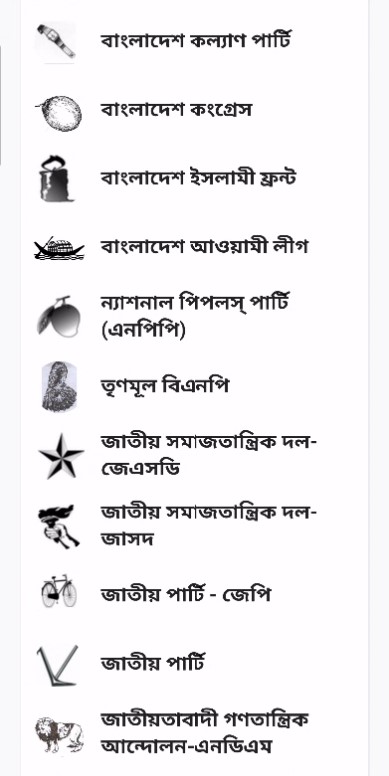 বাংলাদেশ কল্যাণ পার্টি
বাংলাদেশ কংগ্রেস
বাংলাদেশ ইসলামী ফ্রন্ট
বাংলাদেশ আওয়ামী লীগ
ন্যাশনাল পিপলস্ পার্টি
(এনপিপি)
তৃণমূল বিএনপি
জাতীয় সমাজতান্ত্রিক দল-
জেএসডি
জাতীয় সমাজতান্ত্রিক দল-
জাসদ
জাতীয় পার্টি - জেপি
জাতীয় পার্টি
জাতীয়তাবাদী গণতান্ত্রিক
আন্দোলন-এনডিএম